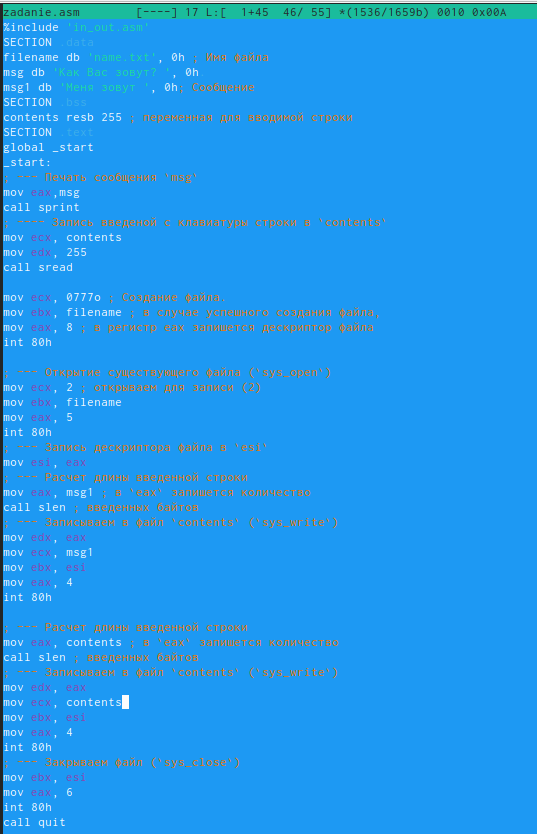 zadanie.asm [----] 17 L:[ 1+45 46/ 55] *(1536/1659b) 0010 0x00A
%include 'in_out.asm'
SECTION .data
filename db 'name.txt', 0h ; Имя файла
msg db 'Как Вас зовут? ', 0h
msg1 db 'Меня зовут ', 0h; Сообщение
SECTION .bss
contents resb 255 ; переменная для вводимой строки
SECTION .text
global _start
_start:
; --- Печать сообщения 'msg'
mov eax,msg
call sprint
; ---- Запись введеной с клавиатуры строки в 'contents'
mov ecx, contents
mov edx, 255
call sread
mov ecx, 0777o ; Создание файла
mov ebx, filename ; в случае успешного создания файла,
mov eax, 8 ; в регистр eax запишется дескриптор файла
int 80h
; --- Открытие существующего файла ('sys_open')
mov ecx, 2 ; открываем для записи (2)
mov ebx, filename
mov eax, 5
int 80h
; --- Запись дескриптора файла в 'esi'
mov esi, eax
; --- Расчет длины введенной строки
mov eax, msg1 ; в 'eax' запишется количество
call slen ; введенных байтов
; --- Записываем в файл 'contents' ('sys_write')
mov edx, eax
mov ecx, msg1
mov ebx, esi
mov eax, 4
int 80h
; --- Расчет длины введенной строки
mov eax, contents ; в 'eax' запишется количество
call slen ; введенных байтов
; --- Записываем в файл 'contents' ('sys_write')
mov edx, eax
mov ecx, contents
mov ebx, esi
mov eax, 4
int 80h
; --- Закрываем файл ('sys_close')
mov ebx, esi
mov eax, 6
int 80h
call quit